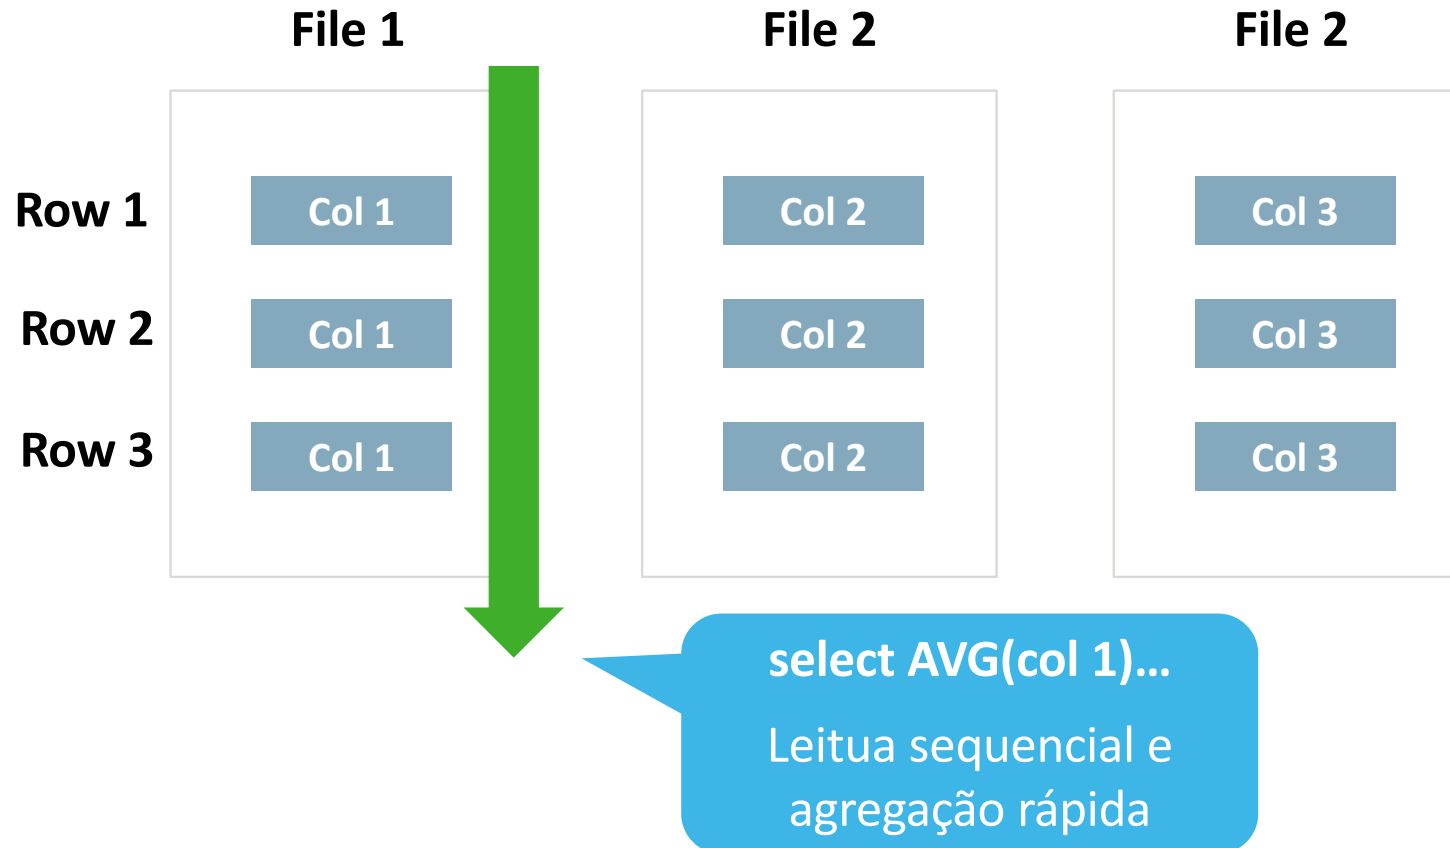 File 1 File 2 File 2
Row 1 Col 1 Col 2 Col 3
Row 2 Col 1 Col 2 Col 3
Row 3 Col 1 Col 2 Col 3
select AVG(col 1)...
Leitua sequencial e
agregação rápida